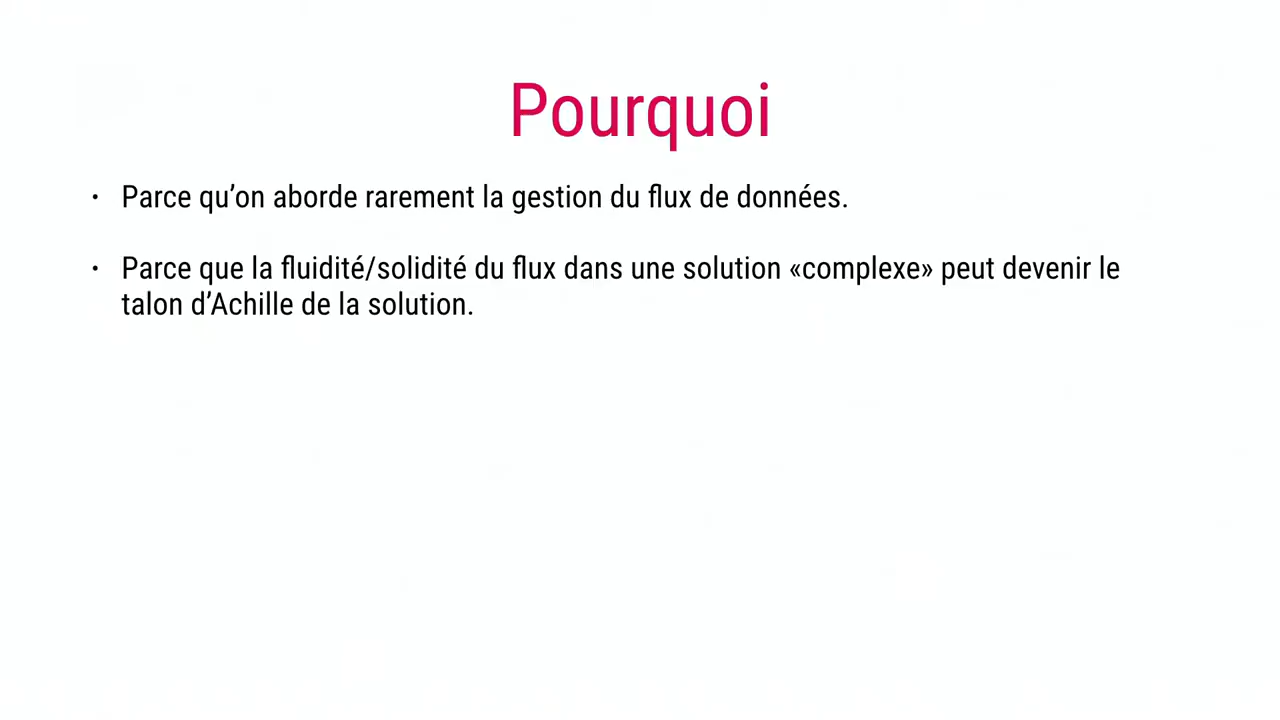 Pourquoi
· Parce qu’on aborde rarement la gestion du flux de données.
· Parce que la fluidité/solidité du flux dans une solution «complexe» peut devenir le
talon d’Achille de la solution.